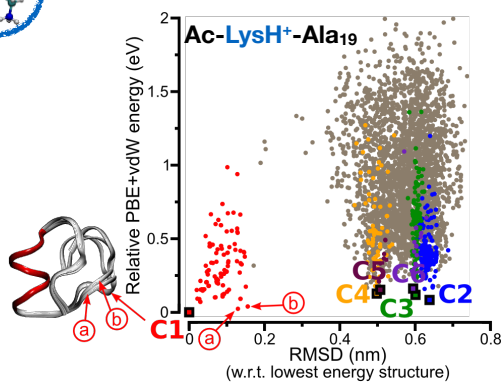 Ac-LysH+-Ala19
Relative PBE+vdW Energy (eV)
2
1.5
1
0.5
0
C5 C6
C4 C3 C2
C1
a
b
a
b
0.2 0.4 0.6 0.8
RMSD (nm)
(w.r.t. lowest energy structure)